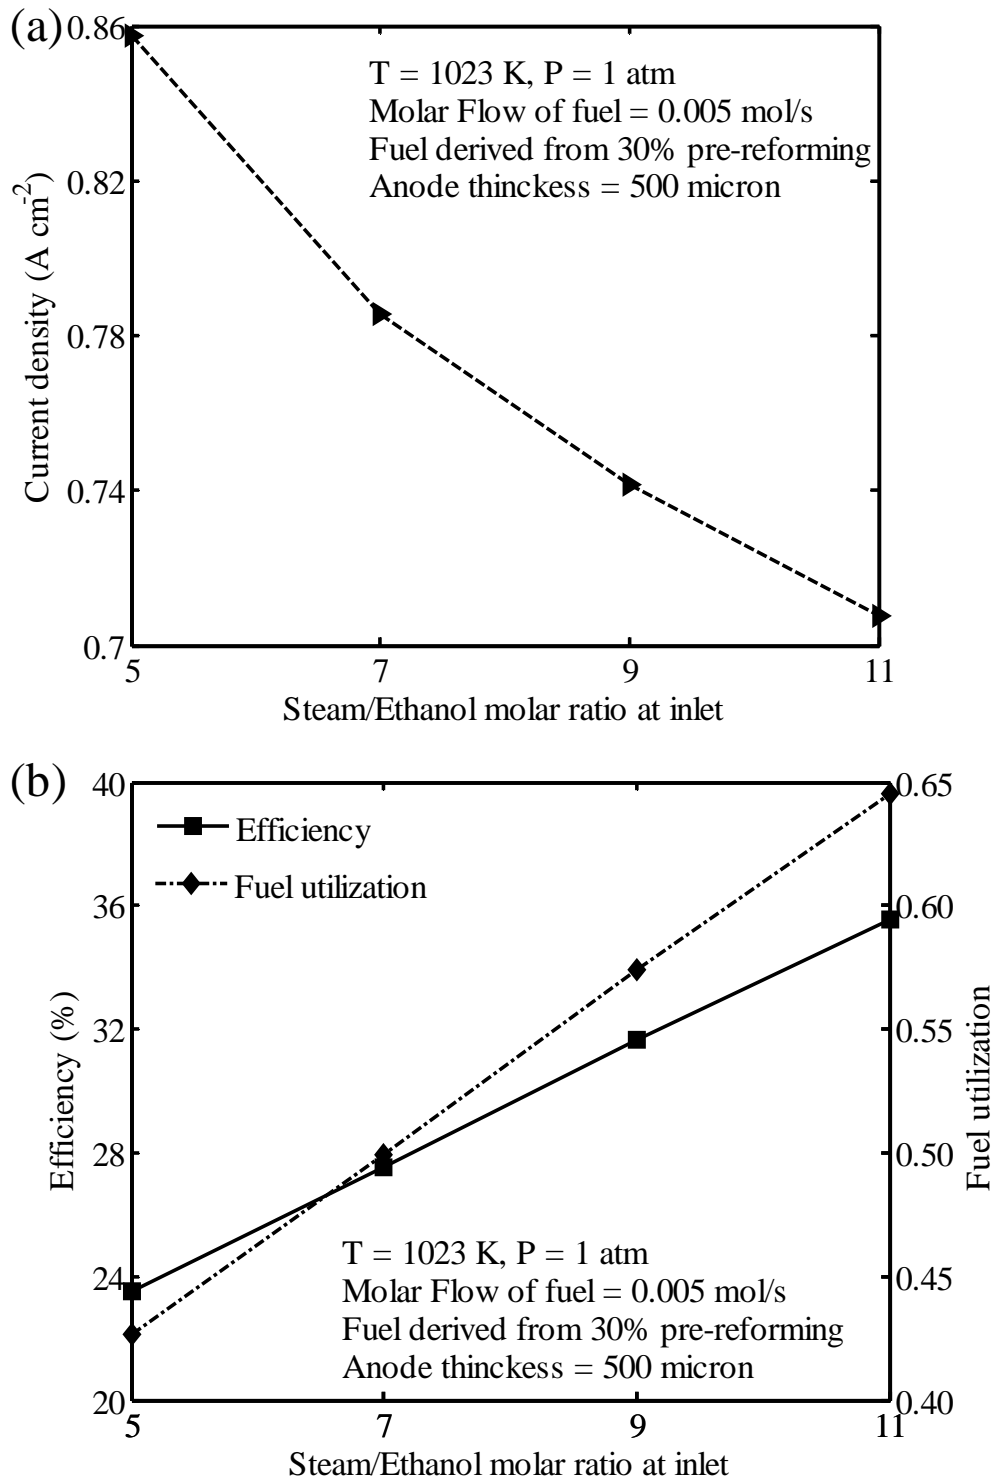 (a)
0.86
0.82
0.78
0.74
0.7
Current density (A cm-2)
T = 1023 K, P = 1 atm
Molar Flow of fuel = 0.005 mol/s
Fuel derived from 30% pre-reforming
Anode thinckess = 500 micron
5 7 9 11
Steam/Ethanol molar ratio at inlet
(b)
40
36
32
28
24
20
Efficiency (%)
Efficiency
Fuel utilization
T = 1023 K, P = 1 atm
Molar Flow of fuel = 0.005 mol/s
Fuel derived from 30% pre-reforming
Anode thinckess = 500 micron
0.65
0.60
0.55
0.50
0.45
0.40
Fuel utilization
5 7 9 11
Steam/Ethanol molar ratio at inlet